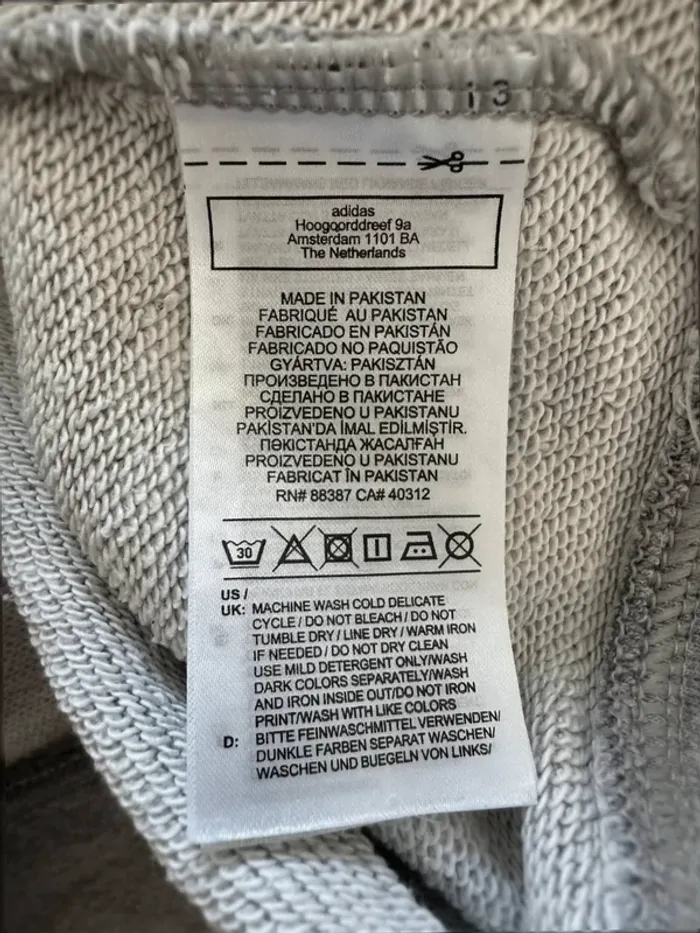 i 3
adidas
Hoogoorddreef 9a
Amsterdam 1101 BA
The Netherlands
MADE IN PAKISTAN
FABRIQUÉ AU PAKISTAN
FABRICADO EN PAKISTÁN
FABRICADO NO PAQUISTÃO
GYÁRTVA: PAKISZTÁN
ПРОИЗВЕДЕНО В ПАКИСТАН
СДЕЛАНО В ПАКИСТАНЕ
PROIZVEDENO U PAKISTANU
PAKİSTAN'DA İMAL EDİLMİŞTİR.
ПӘКІСТАНДА ЖАСАЛҒАН
PROIZVEDENO U PAKISTANU
FABRICAT ÎN PAKISTAN
RN# 88387 CA# 40312
30
US /
UK: MACHINE WASH COLD DELICATE
CYCLE / DO NOT BLEACH / DO NOT
TUMBLE DRY / LINE DRY / WARM IRON
IF NEEDED / DO NOT DRY CLEAN
USE MILD DETERGENT ONLY/WASH
DARK COLORS SEPARATELY/WASH
AND IRON INSIDE OUT/DO NOT IRON
PRINT/WASH WITH LIKE COLORS
D: BITTE FEINWASCHMITTEL VERWENDEN/
DUNKLE FARBEN SEPARAT WASCHEN/
WASCHEN UND BUEGELN VON LINKS/